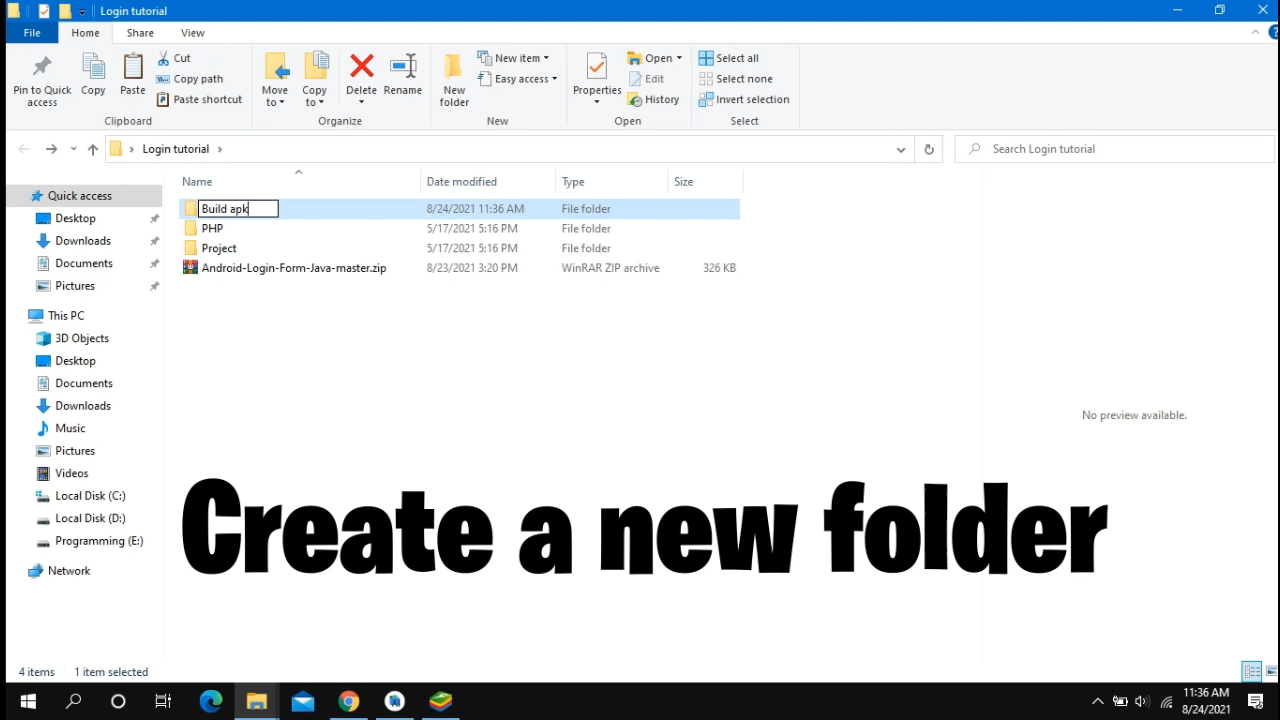 Login tutorial
File Home Share View
Pin to Quick access
Copy
Paste
Cut
Copy path
Paste shortcut
Clipboard
Move to
Copy to
Delete
Rename
Organize
New folder
New item
Easy access
New
Properties
Open
Edit
History
Open
Select all
Select none
Invert selection
Select
Login tutorial
Search Login tutorial
Name Date modified Type Size
Build apk 8/24/2021 11:36 AM File folder
PHP 5/17/2021 5:16 PM File folder
Project 5/17/2021 5:16 PM File folder
Android-Login-Form-Java-master.zip 8/23/2021 3:20 PM WinRAR ZIP archive 326 KB
Quick access
Desktop
Downloads
Documents
Pictures
This PC
3D Objects
Desktop
Documents
Downloads
Music
Pictures
Videos
Local Disk (C:)
Local Disk (D:)
Programming (E:)
Network
No preview available.
Create a new folder
4 items 1 item selected
11:36 AM
8/24/2021